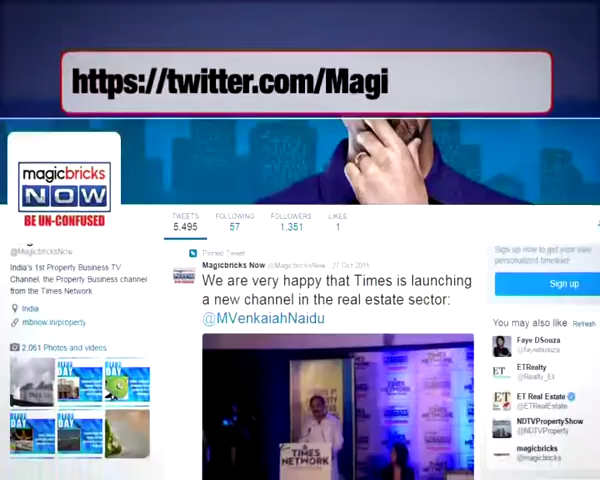 https://twitter.com/Magi
magicbricks
NOW
BE UN-CONFUSED
TWEETS
FOLLOWING
FOLLOWERS
LIKES
5,495
57
1,351
1
@MagicbricksNow
India's 1st Property Business TV
Channel, the Property Business channel
from the Times Network
India
mbnow.in/property
2,061 Photos and videos
Pinned Tweet
Magicbricks Now @MagicbricksNow · 27 Oct 2015
We are very happy that Times is launching
a new channel in the real estate sector:
@MVenkaiahNaidu
TIMES
NETWORK
Sign up now to get your own
personalized timeline!
Sign up
You may also like · Refresh
Faye DSouza
@fayedsouza
ETRealty
@Realty_Et
ET Real Estate
@ETRealEstate
NDTVPropertyShow
@NDTVProperty
magicbricks
@magicbricks